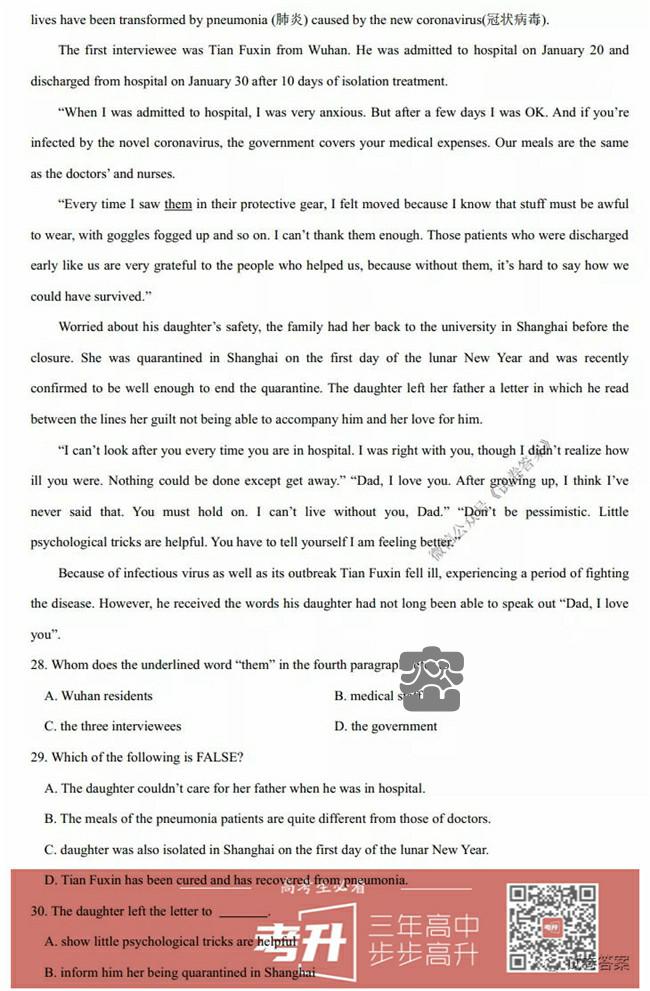 lives have been transformed by pneumonia (肺炎) caused by the new coronavirus(冠状病毒).
The first interviewee was Tian Fuxin from Wuhan. He was admitted to hospital on January 20 and
discharged from hospital on January 30 after 10 days of isolation treatment.
“When I was admitted to hospital, I was very anxious. But after a few days I was OK. And if you’re
infected by the novel coronavirus, the government covers your medical expenses. Our meals are the same
as the doctors’ and nurses.
“Every time I saw them in their protective gear, I felt moved because I know that stuff must be awful
to wear, with goggles fogged up and so on. I can’t thank them enough. Those patients who were discharged
early like us are very grateful to the people who helped us, because without them, it’s hard to say how we
could have survived.”
Worried about his daughter’s safety, the family had her back to the university in Shanghai before the
closure. She was quarantined in Shanghai on the first day of the lunar New Year and was recently
confirmed to be well enough to end the quarantine. The daughter left her father a letter in which he read
between the lines her guilt not being able to accompany him and her love for him.
“I can’t look after you every time you are in hospital. I was right with you, though I didn’t realize how
ill you were. Nothing could be done except get away.” “Dad, I love you. After growing up, I think I’ve
never said that. You must hold on. I can’t live without you, Dad.” “Don’t be pessimistic. Little
psychological tricks are helpful. You have to tell yourself I am feeling better.”
微信公众号《试卷答案》
Because of infectious virus as well as its outbreak Tian Fuxin fell ill, experiencing a period of fighting
the disease. However, he received the words his daughter had not long been able to speak out “Dad, I love
you”.
28. Whom does the underlined word “them” in the fourth
A. Wuhan residents B. medical
C. the three interviewees D. the government
29. Which of the following is FALSE?
A. The daughter couldn’t care for her father when he was in hospital.
B. The meals of the pneumonia patients are quite different from those of doctors.
C. daughter was also isolated in Shanghai on the first day of the lunar New Year.
D. Tian Fuxin has been cured and has recovered from pneumonia.
高考生必看
30. The daughter left the letter to ______.
A. show little psychological tricks are helpful
B. inform him her being quarantined in Shanghai
考升
三年高中
步步高升
考升
试卷答案